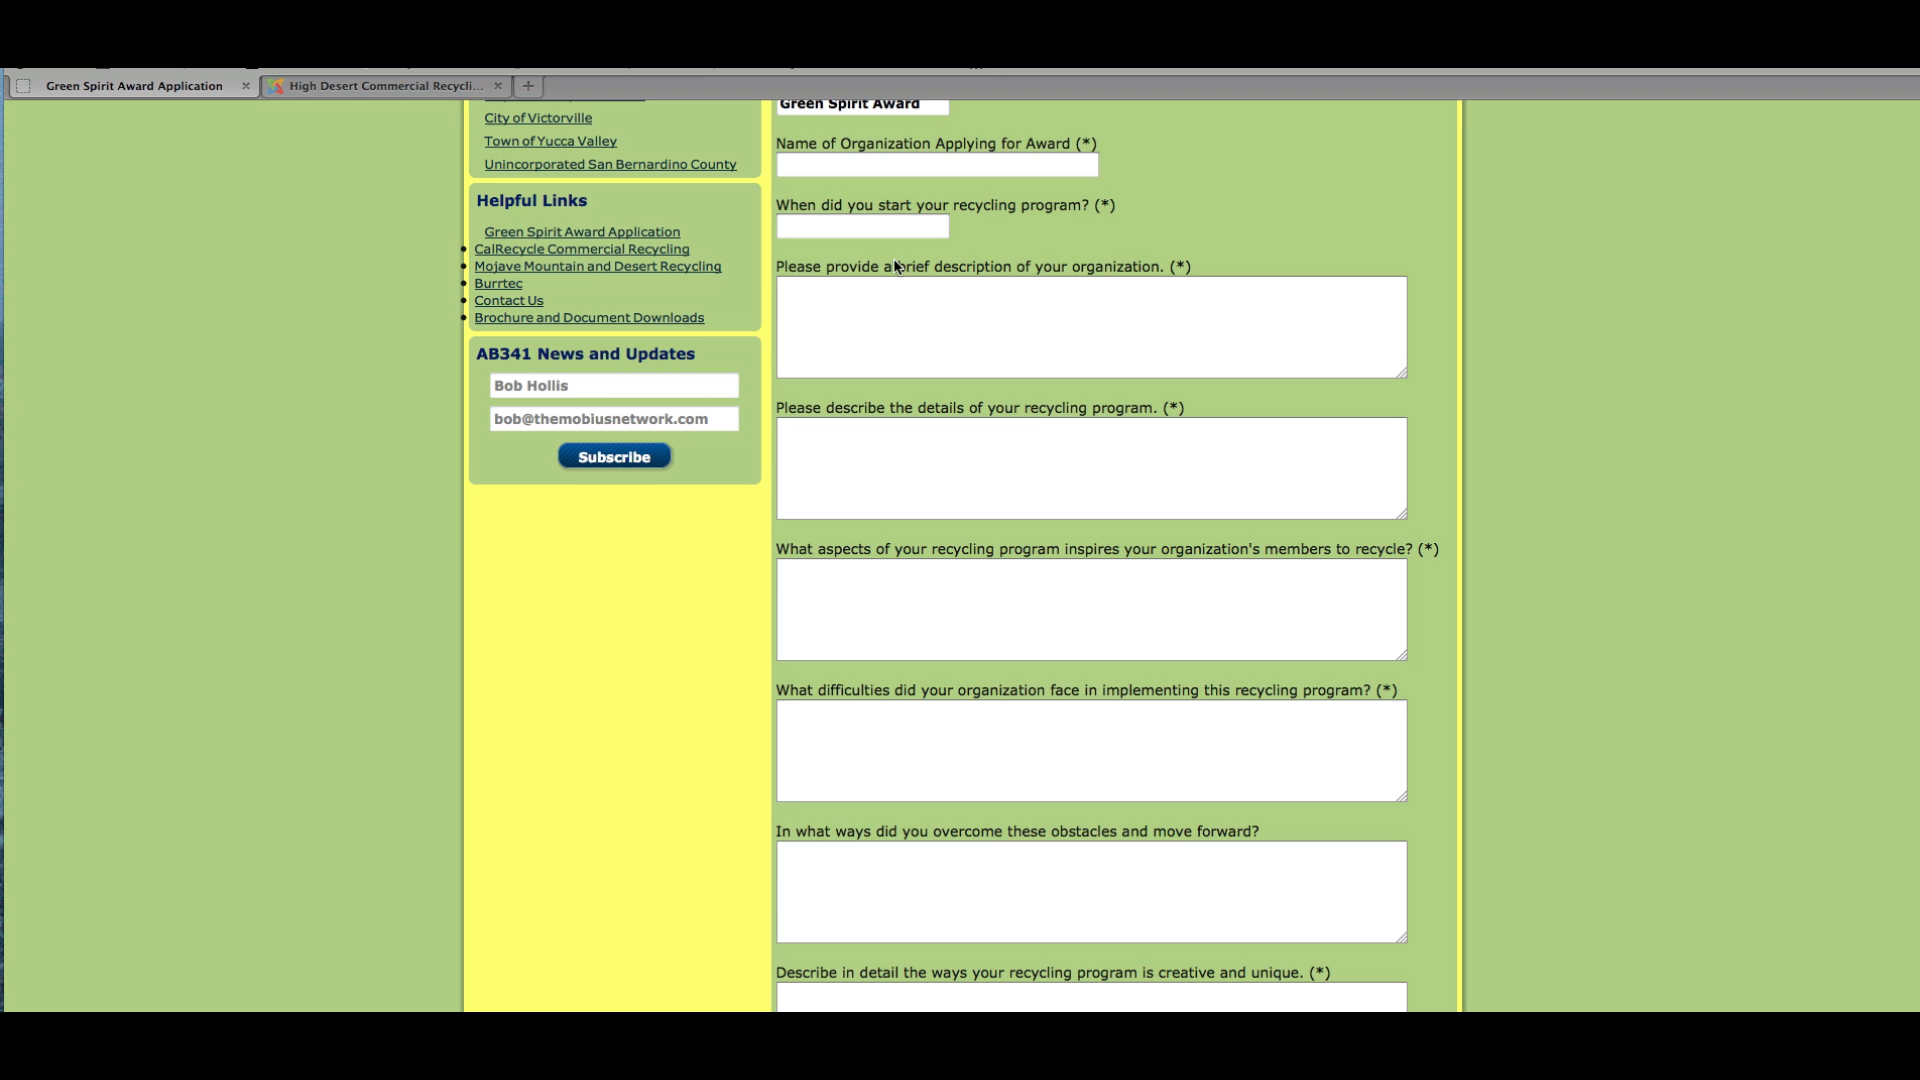 Green Spirit Award Application
High Desert Commercial Recycli...
City of Victorville
Town of Yucca Valley
Unincorporated San Bernardino County
Helpful Links
Green Spirit Award Application
CalRecycle Commercial Recycling
Mojave Mountain and Desert Recycling
Burrtec
Contact Us
Brochure and Document Downloads
AB341 News and Updates
Bob Hollis
bob@themobiusnetwork.com
Subscribe
Green Spirit Award
Name of Organization Applying for Award (*)
When did you start your recycling program? (*)
Please provide a brief description of your organization. (*)
Please describe the details of your recycling program. (*)
What aspects of your recycling program inspires your organization's members to recycle? (*)
What difficulties did your organization face in implementing this recycling program? (*)
In what ways did you overcome these obstacles and move forward?
Describe in detail the ways your recycling program is creative and unique. (*)